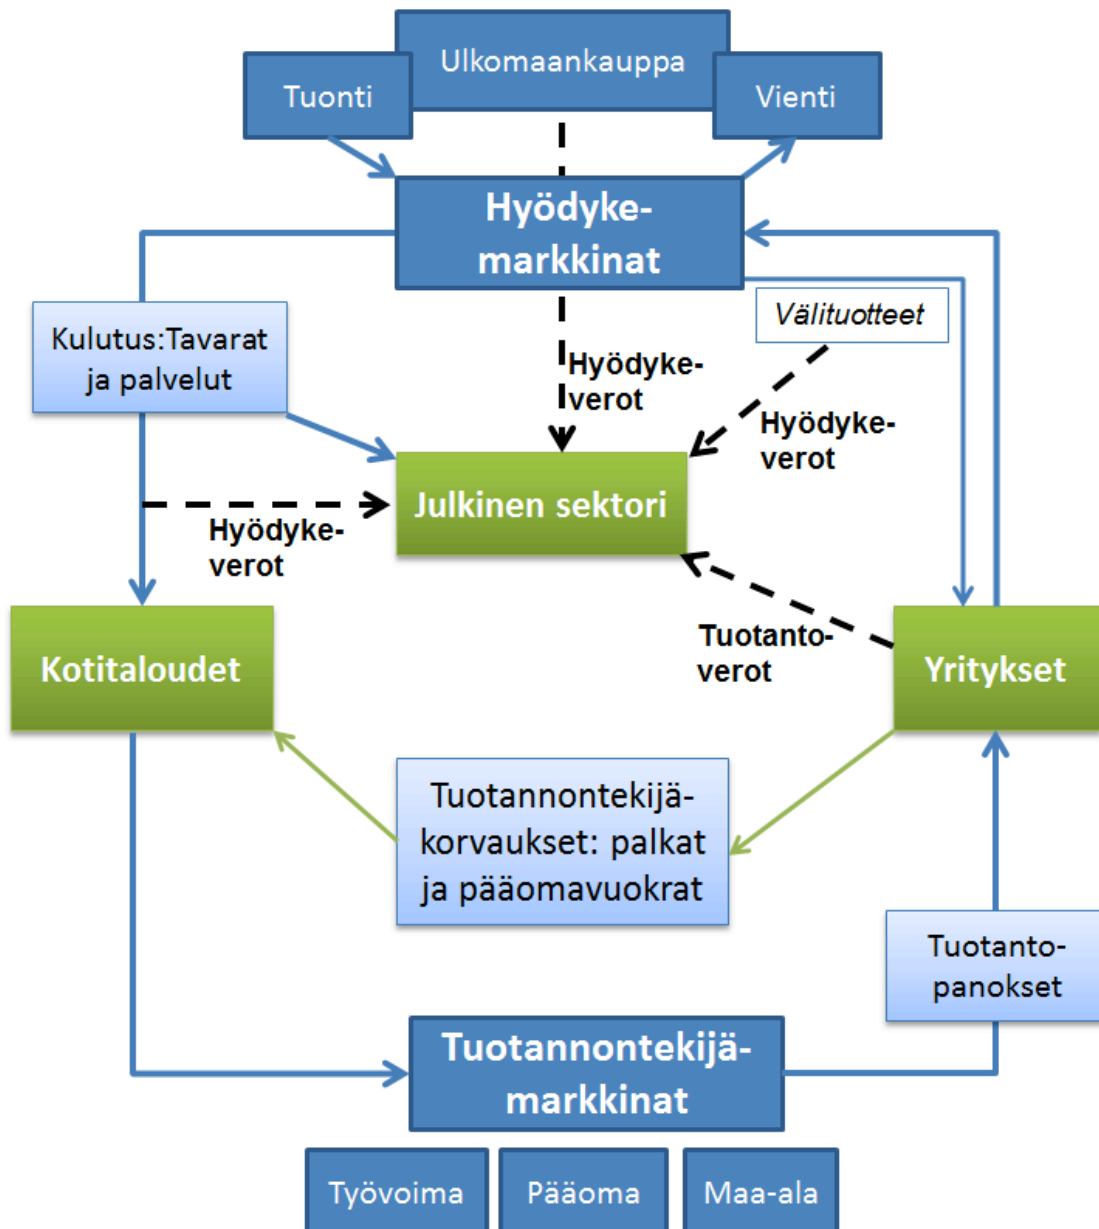 Ulkomaankauppa
Tuonti
Vienti
Hyödyke-
markkinat
Välituotteet
Kulutus:Tavarat
ja palvelut
Hyödyke-
verot
Hyödyke-
verot
Julkinen sektori
Hyödyke-
verot
Kotitaloudet
Tuotanto-
verot
Yritykset
Tuotannontekijä-
korvaukset: palkat
ja pääomavuokrat
Tuotanto-
panokset
Tuotannontekijä-
markkinat
Työvoima
Pääoma
Maa-ala